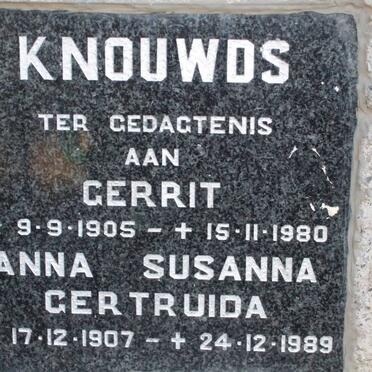 KNOUWDS
TER GEDAGTENIS
AAN
GERRIT
9·9·1905 – + 15·11·1980
ANNA SUSANNA
GERTRUIDA
17·12·1907 – + 24·12·1989